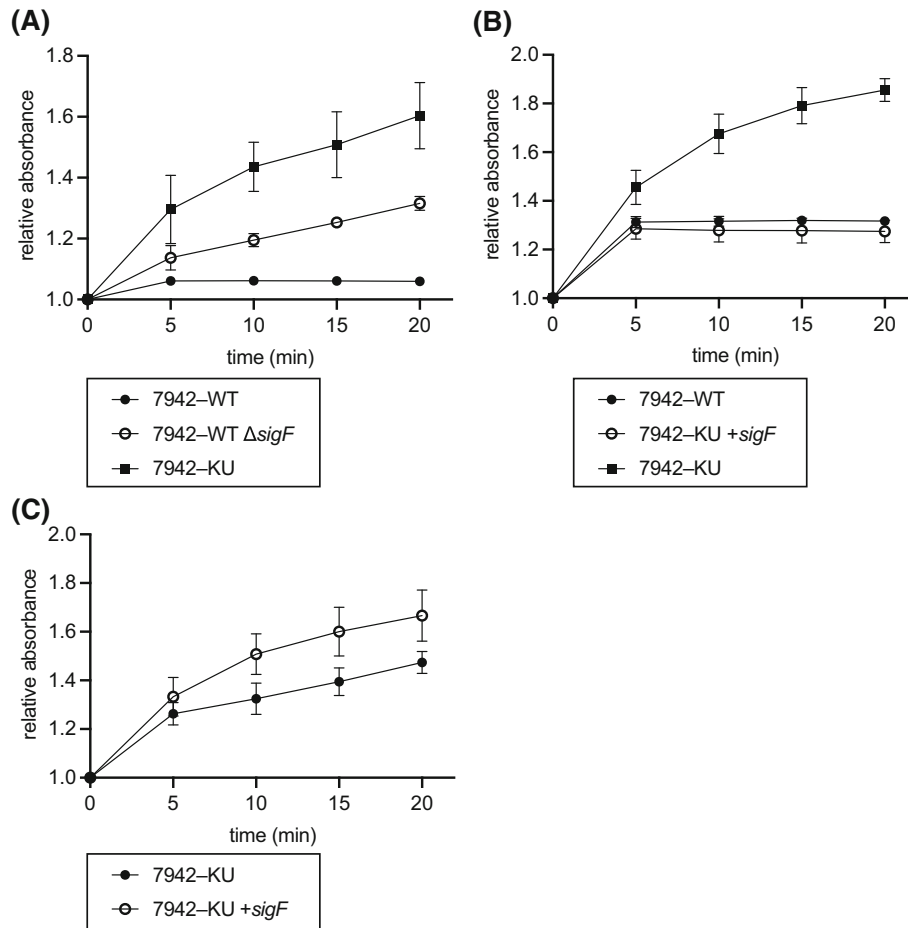 (A)
1.8
1.6
1.4
1.2
1.0
relative absorbance
0 5 10 15 20
time (min)
7942–WT
7942–WT ΔsigF
7942–KU
(B)
2.0
1.8
1.6
1.4
1.2
1.0
relative absorbance
0 5 10 15 20
time (min)
7942–WT
7942–KU +sigF
7942–KU
(C)
2.0
1.8
1.6
1.4
1.2
1.0
relative absorbance
0 5 10 15 20
time (min)
7942–KU
7942–KU +sigF